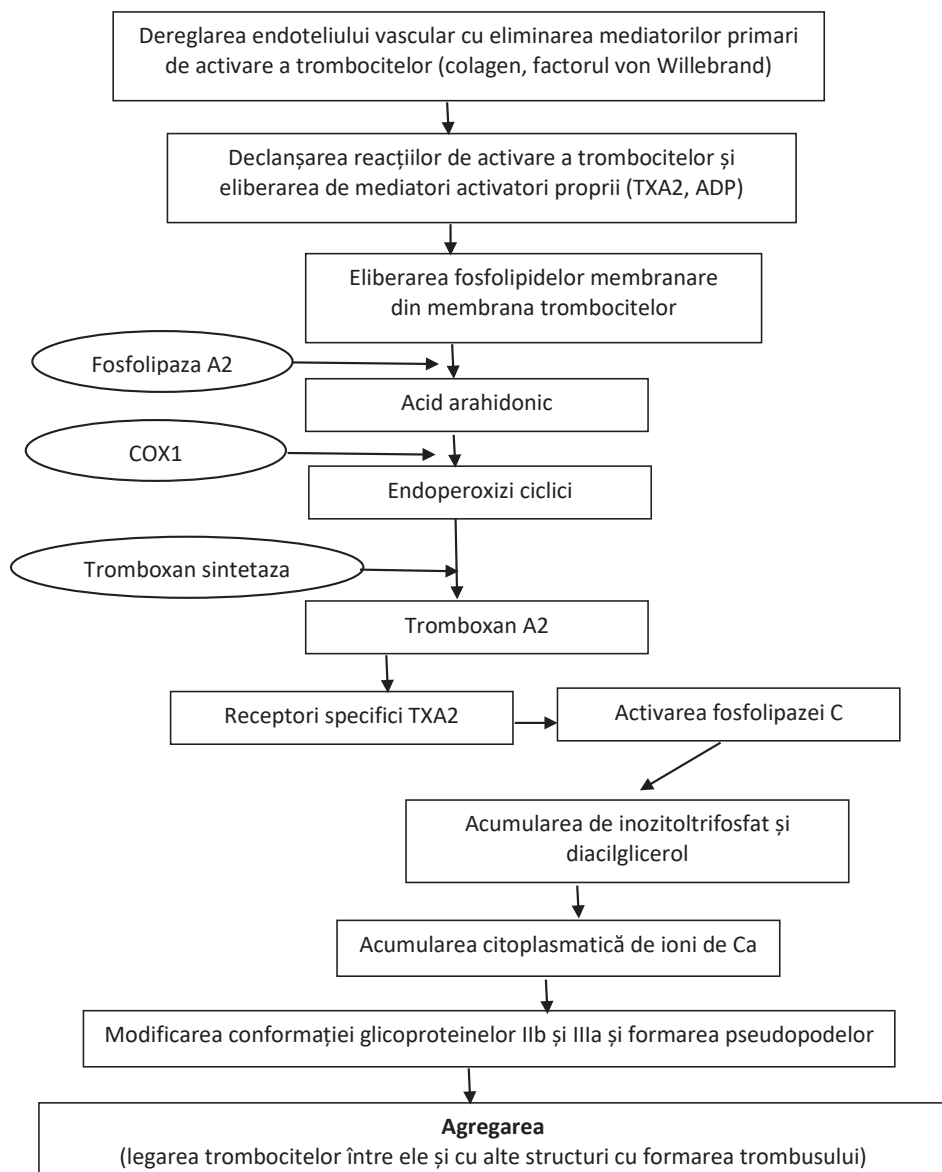 Dereglarea endoteliului vascular cu eliminarea mediatorilor primari
de activare a trombocitelor (colagen, factorul von Willebrand)
Declanșarea reacțiilor de activare a trombocitelor și
eliberarea de mediatori activatori proprii (TXA2, ADP)
Eliberarea fosfolipidelor membranare
din membrana trombocitelor
Fosfolipaza A2
Acid arahidonic
COX1
Endoperoxizi ciclici
Tromboxan sintetaza
Tromboxan A2
Receptori specifici TXA2
Activarea fosfolipazei C
Acumularea de inozitoltrifosfat și
diacilglicerol
Acumularea citoplasmatică de ioni de Ca
Modificarea conformației glicoproteinelor IIb și IIIa și formarea pseudopodelor
Agregarea
(legarea trombocitelor între ele și cu alte structuri cu formarea trombusului)